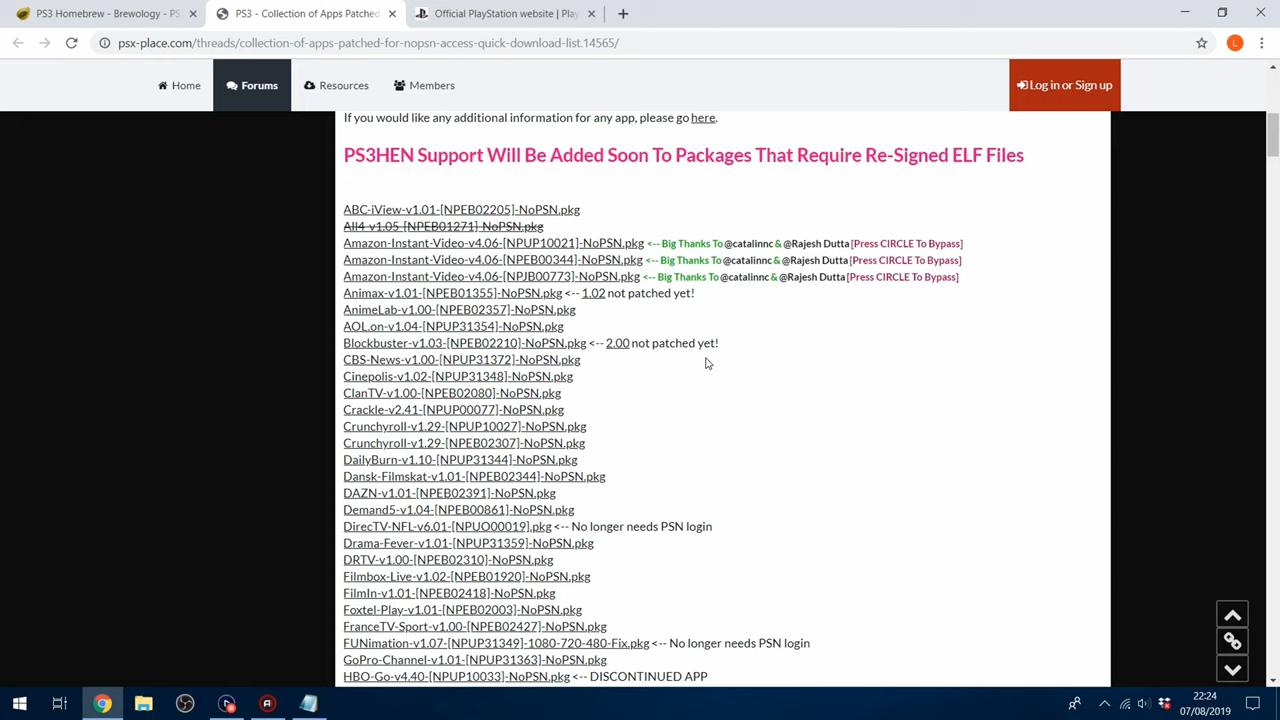 PS3 Homebrew - Brewology - PS
PS3 - Collection of Apps Patched
Official PlayStation website | Play
psx-place.com/threads/collection-of-apps-patched-for-nopsn-access-quick-download-list.14565/
L
Home Forums Resources Members Log in or Sign up
If you would like any additional information for any app, please go here.
PS3HEN Support Will Be Added Soon To Packages That Require Re-Signed ELF Files
ABC-iView-v1.01-[NPEB02205]-NoPSN.pkg
All4-v1.05-[NPEB01271]-NoPSN.pkg
Amazon-Instant-Video-v4.06-[NPUP10021]-NoPSN.pkg <-- Big Thanks To @catalinnc & @Rajesh Dutta [Press CIRCLE To Bypass]
Amazon-Instant-Video-v4.06-[NPEB00344]-NoPSN.pkg <-- Big Thanks To @catalinnc & @Rajesh Dutta [Press CIRCLE To Bypass]
Amazon-Instant-Video-v4.06-[NPJB00773]-NoPSN.pkg <-- Big Thanks To @catalinnc & @Rajesh Dutta [Press CIRCLE To Bypass]
Animax-v1.01-[NPEB01355]-NoPSN.pkg <-- 1.02 not patched yet!
AnimeLab-v1.00-[NPEB02357]-NoPSN.pkg
AOL.on-v1.04-[NPUP31354]-NoPSN.pkg
Blockbuster-v1.03-[NPEB02210]-NoPSN.pkg <-- 2.00 not patched yet!
CBS-News-v1.00-[NPUP31372]-NoPSN.pkg
Cinepolis-v1.02-[NPUP31348]-NoPSN.pkg
ClanTV-v1.00-[NPEB02080]-NoPSN.pkg
Crackle-v2.41-[NPUP00077]-NoPSN.pkg
Crunchyroll-v1.29-[NPUP10027]-NoPSN.pkg
Crunchyroll-v1.29-[NPEB02307]-NoPSN.pkg
DailyBurn-v1.10-[NPUP31344]-NoPSN.pkg
Dansk-Filmskat-v1.01-[NPEB02344]-NoPSN.pkg
DAZN-v1.01-[NPEB02391]-NoPSN.pkg
Demand5-v1.04-[NPEB00861]-NoPSN.pkg
DirecTV-NFL-v6.01-[NPUO00019].pkg <-- No longer needs PSN login
Drama-Fever-v1.01-[NPUP31359]-NoPSN.pkg
DRTV-v1.00-[NPEB02310]-NoPSN.pkg
Filmbox-Live-v1.02-[NPEB01920]-NoPSN.pkg
FilmIn-v1.01-[NPEB02418]-NoPSN.pkg
Foxtel-Play-v1.01-[NPEB02003]-NoPSN.pkg
FranceTV-Sport-v1.00-[NPEB02427]-NoPSN.pkg
FUNimation-v1.07-[NPUP31349]-1080-720-480-Fix.pkg <-- No longer needs PSN login
GoPro-Channel-v1.01-[NPUP31363]-NoPSN.pkg
HBO-Go-v4.40-[NPUP10033]-NoPSN.pkg <-- DISCONTINUED APP
22:24
07/08/2019